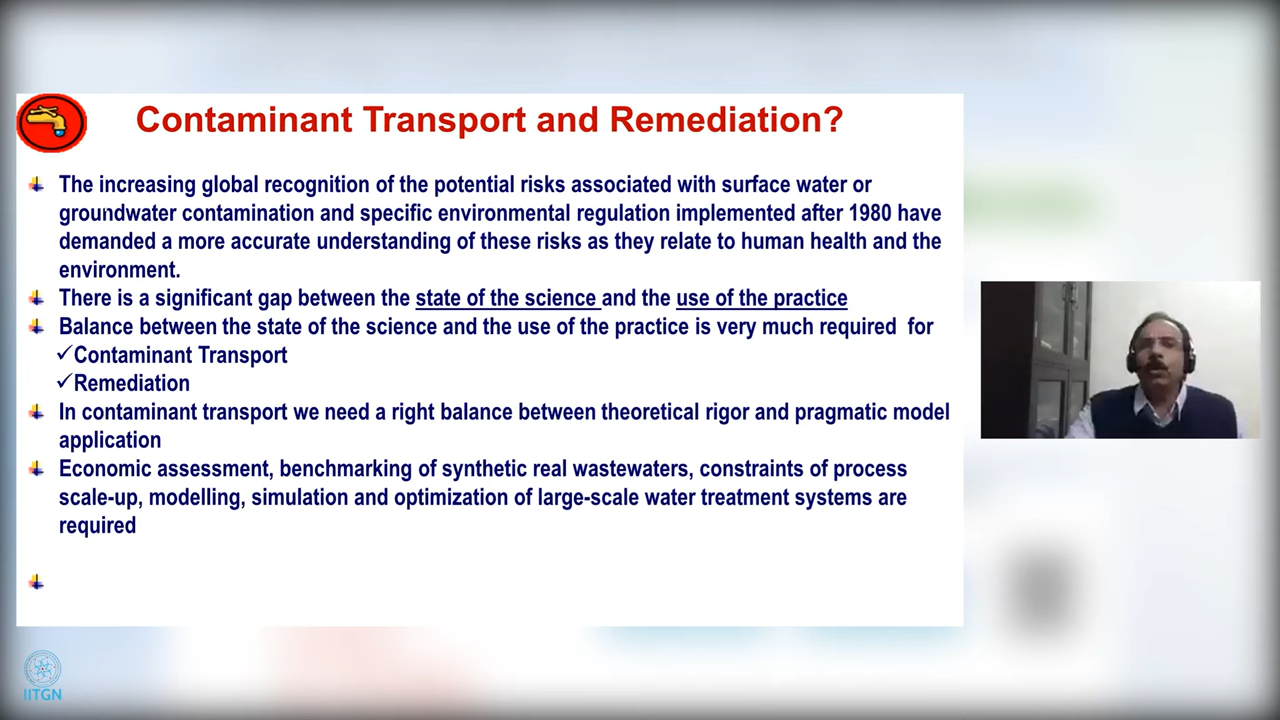 Contaminant Transport and Remediation?
The increasing global recognition of the potential risks associated with surface water or
groundwater contamination and specific environmental regulation implemented after 1980 have
demanded a more accurate understanding of these risks as they relate to human health and the
environment.
There is a significant gap between the state of the science and the use of the practice
Balance between the state of the science and the use of the practice is very much required for
✓Contaminant Transport
✓Remediation
In contaminant transport we need a right balance between theoretical rigor and pragmatic model
application
Economic assessment, benchmarking of synthetic real wastewaters, constraints of process
scale-up, modelling, simulation and optimization of large-scale water treatment systems are
required
IITGN